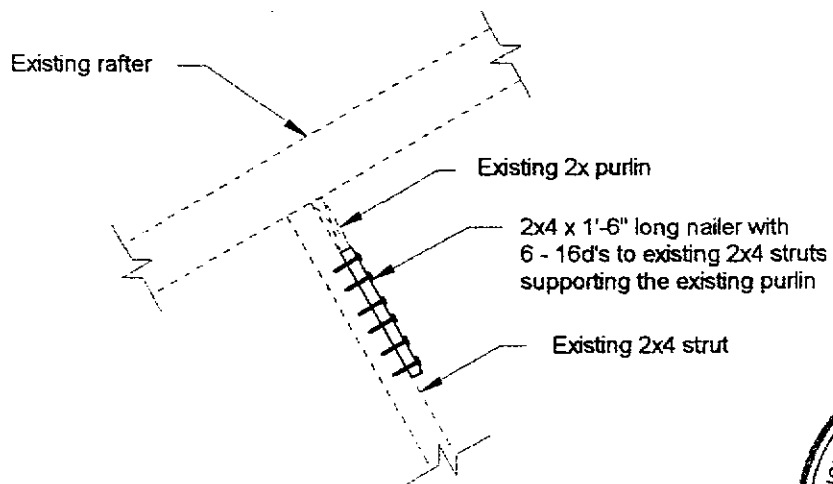 Existing rafter
Existing 2x purlin
2x4 x 1'-6" long nailer with
6 - 16d's to existing 2x4 struts
supporting the existing purlin
Existing 2x4 strut